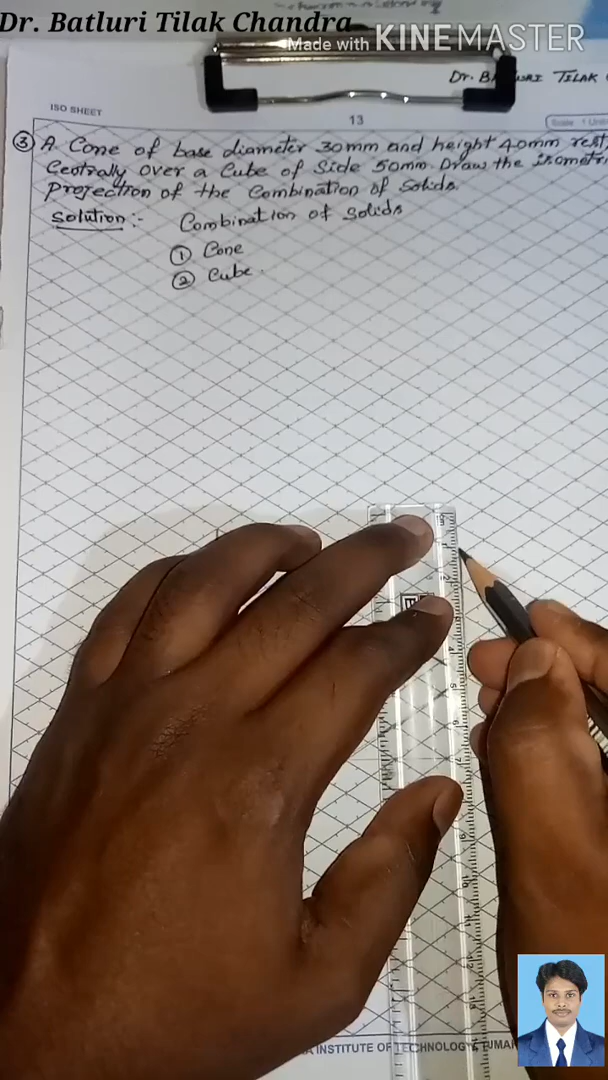 Dr. Batluri Tilak Chandra
Made with KINEMASTER
TILAK
ISO SHEET
13
③ A Cone of base diameter 30mm and height 40mm
Centrally over a Cube of Side 50mm. Draw the
projection of the Combination of Solids.
Solution:- Combination of Solids
① Cone
② Cube.
INSTITUTE OF TECHNOLOGY,